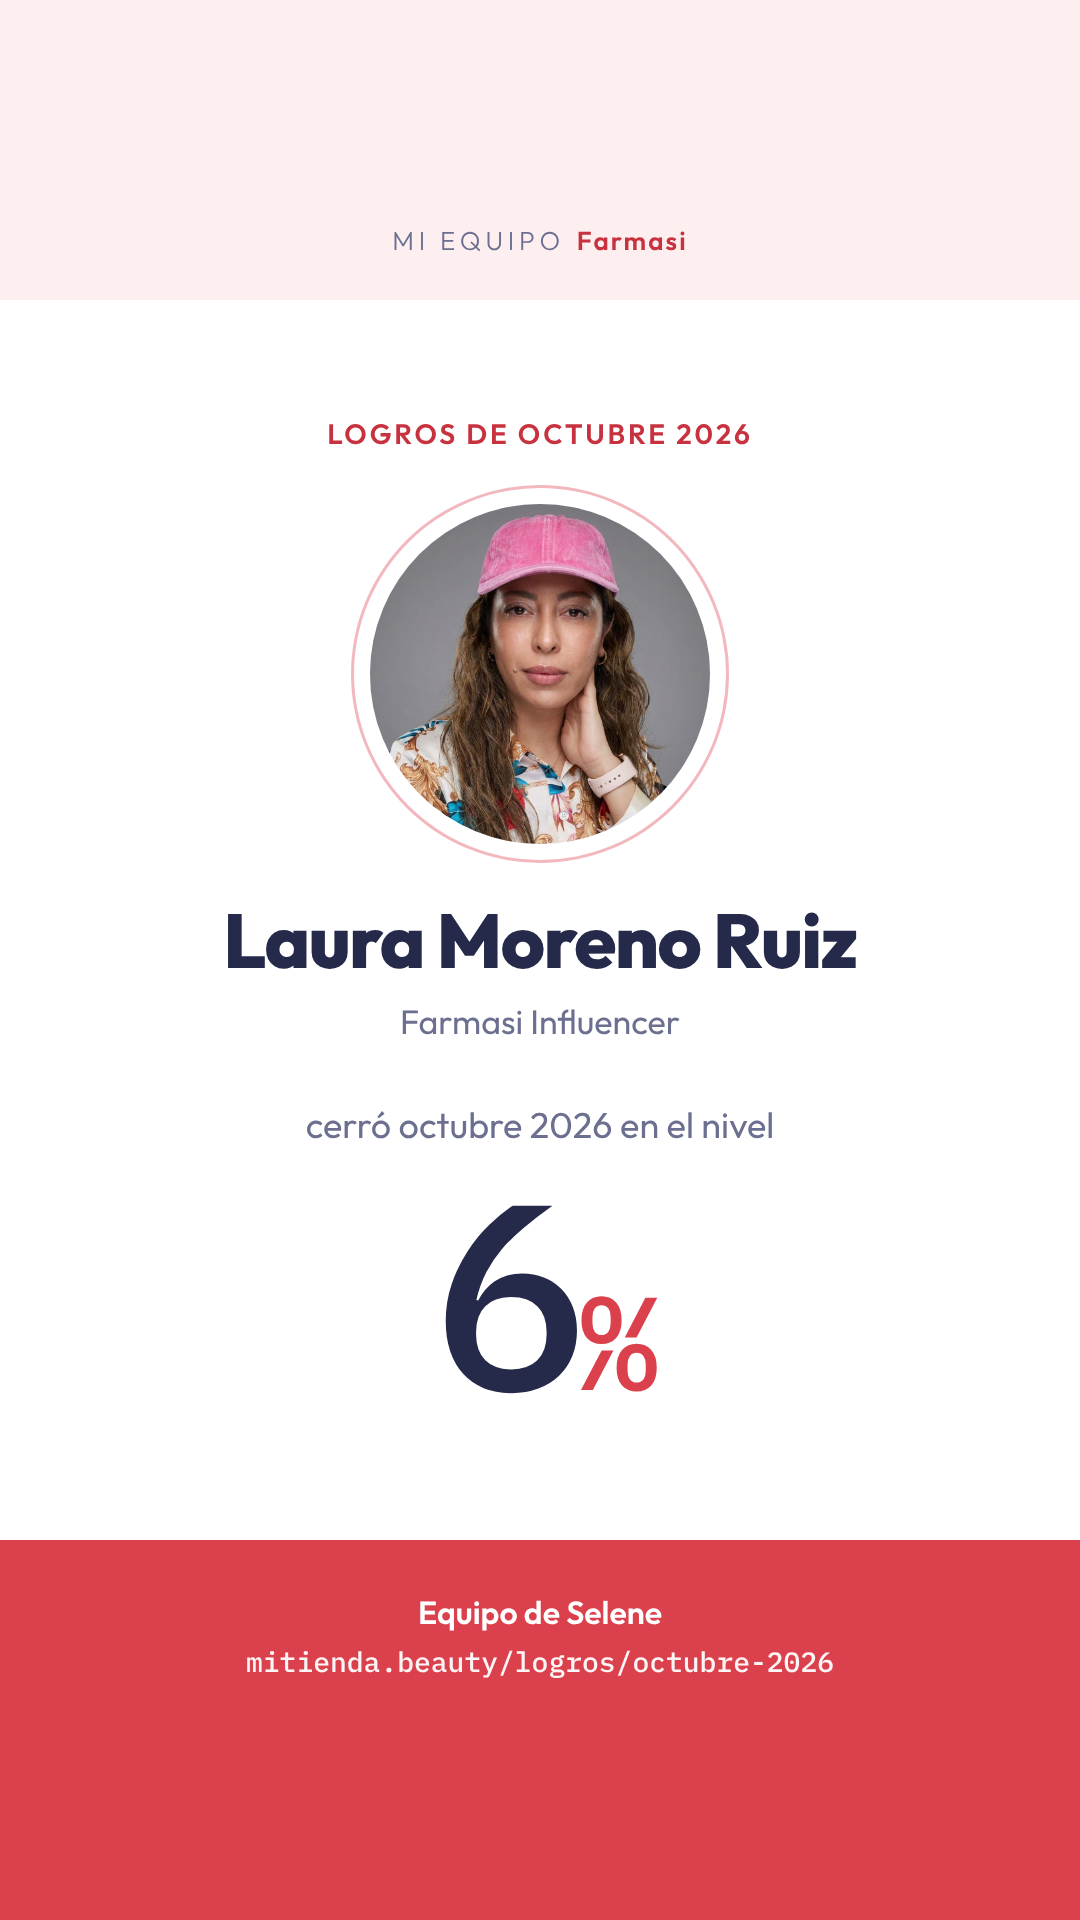 MI EQUIPO Farmasi
LOGROS DE OCTUBRE 2026
Laura Moreno Ruiz
Farmasi Influencer
cerró octubre 2026 en el nivel
6%
Equipo de Selene
mitienda.beauty/logros/octubre-2026